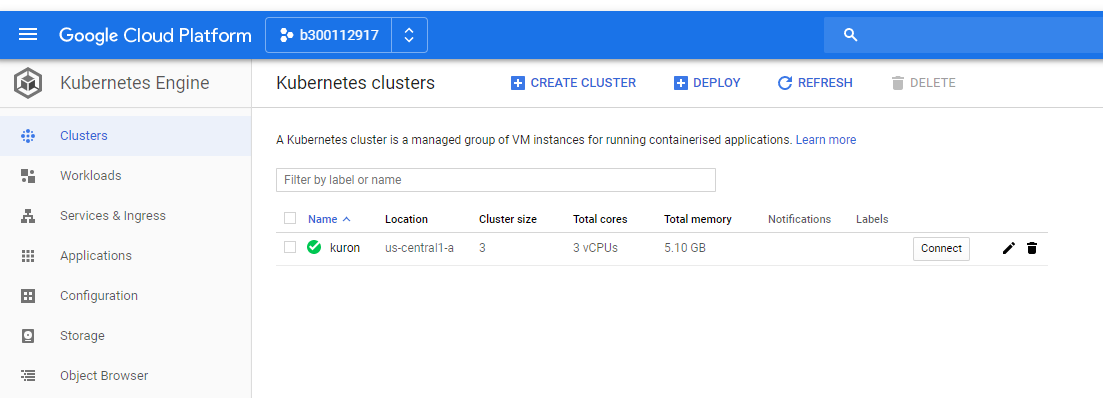 Google Cloud Platform b300112917
Kubernetes Engine
Kubernetes clusters CREATE CLUSTER DEPLOY REFRESH DELETE
Clusters
Workloads
Services & Ingress
Applications
Configuration
Storage
Object Browser
A Kubernetes cluster is a managed group of VM instances for running containerised applications. Learn more
Filter by label or name
Name Location Cluster size Total cores Total memory Notifications Labels
kuron us-central1-a 3 3 vCPUs 5.10 GB Connect